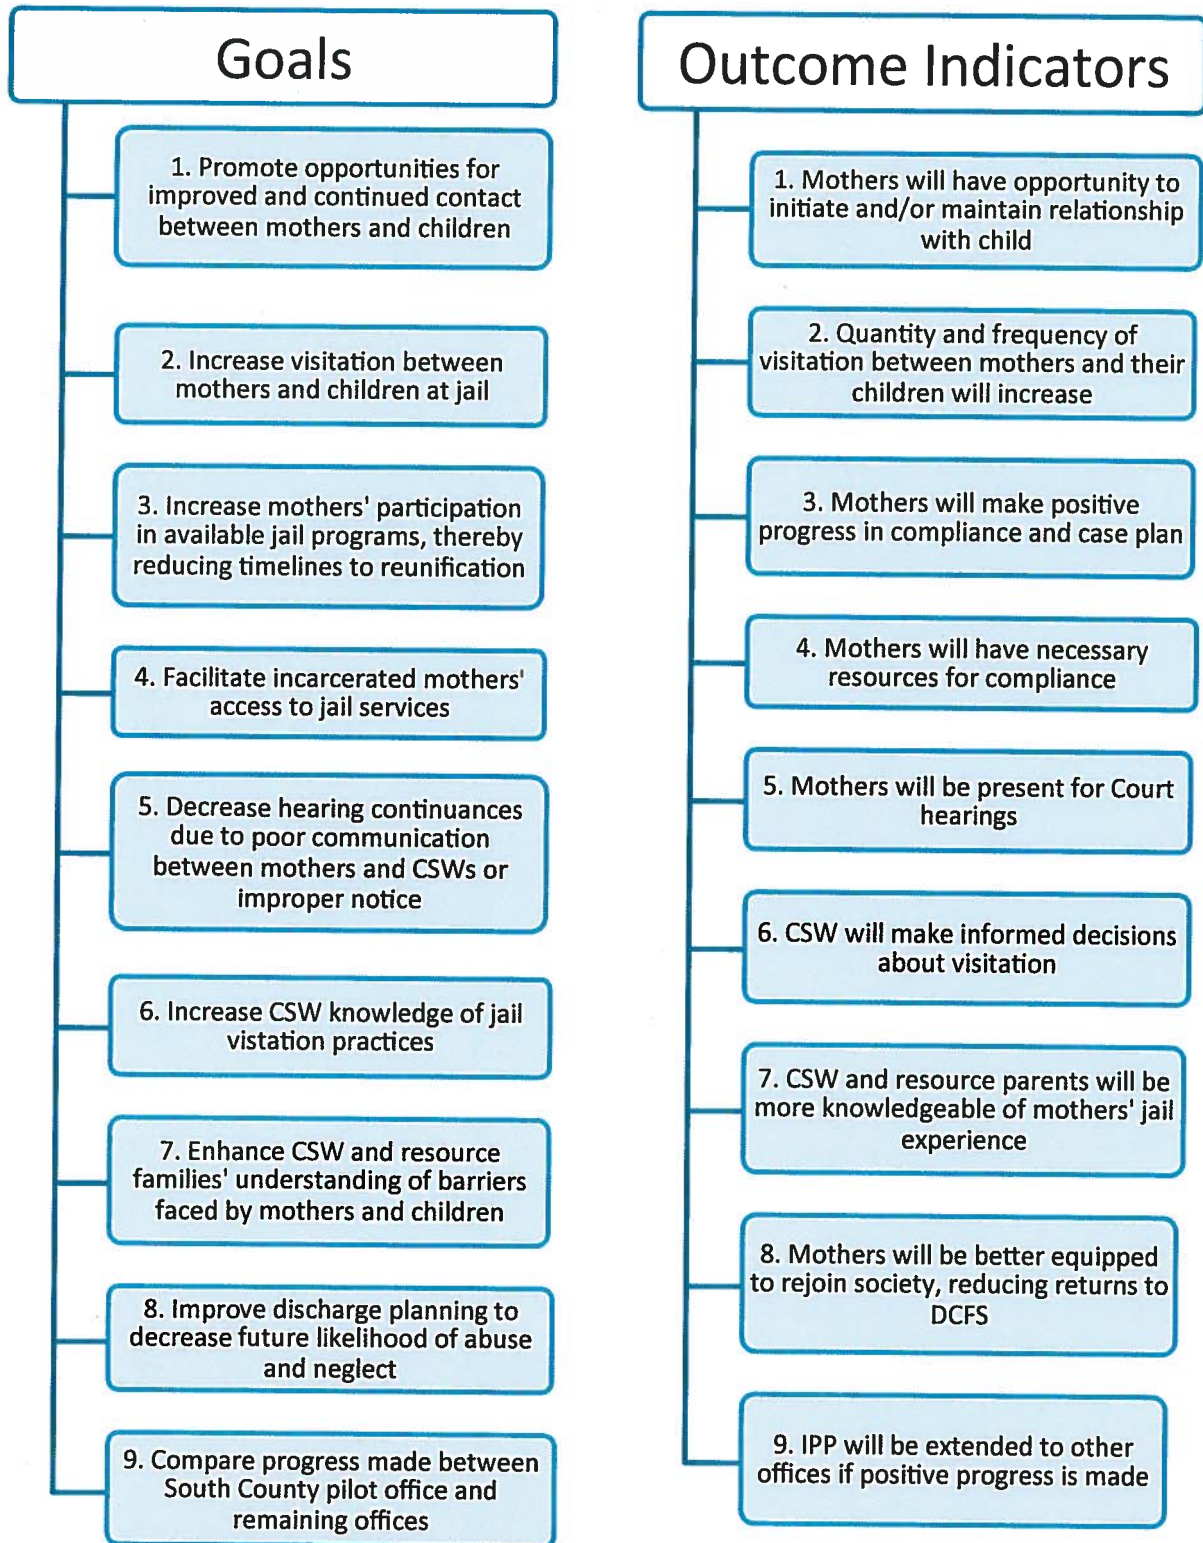 Goals
1. Promote opportunities for
improved and continued contact
between mothers and children
2. Increase visitation between
mothers and children at jail
3. Increase mothers' participation
in available jail programs, thereby
reducing timelines to reunification
4. Facilitate incarcerated mothers'
access to jail services
5. Decrease hearing continuances
due to poor communication
between mothers and CSWs or
improper notice
6. Increase CSW knowledge of jail
vistation practices
7. Enhance CSW and resource
families' understanding of barriers
faced by mothers and children
8. Improve discharge planning to
decrease future likelihood of abuse
and neglect
9. Compare progress made between
South County pilot office and
remaining offices
Outcome Indicators
1. Mothers will have opportunity to
initiate and/or maintain relationship
with child
2. Quantity and frequency of
visitation between mothers and their
children will increase
3. Mothers will make positive
progress in compliance and case plan
4. Mothers will have necessary
resources for compliance
5. Mothers will be present for Court
hearings
6. CSW will make informed decisions
about visitation
7. CSW and resource parents will be
more knowledgeable of mothers' jail
experience
8. Mothers will be better equipped
to rejoin society, reducing returns to
DCFS
9. IPP will be extended to other
offices if positive progress is made